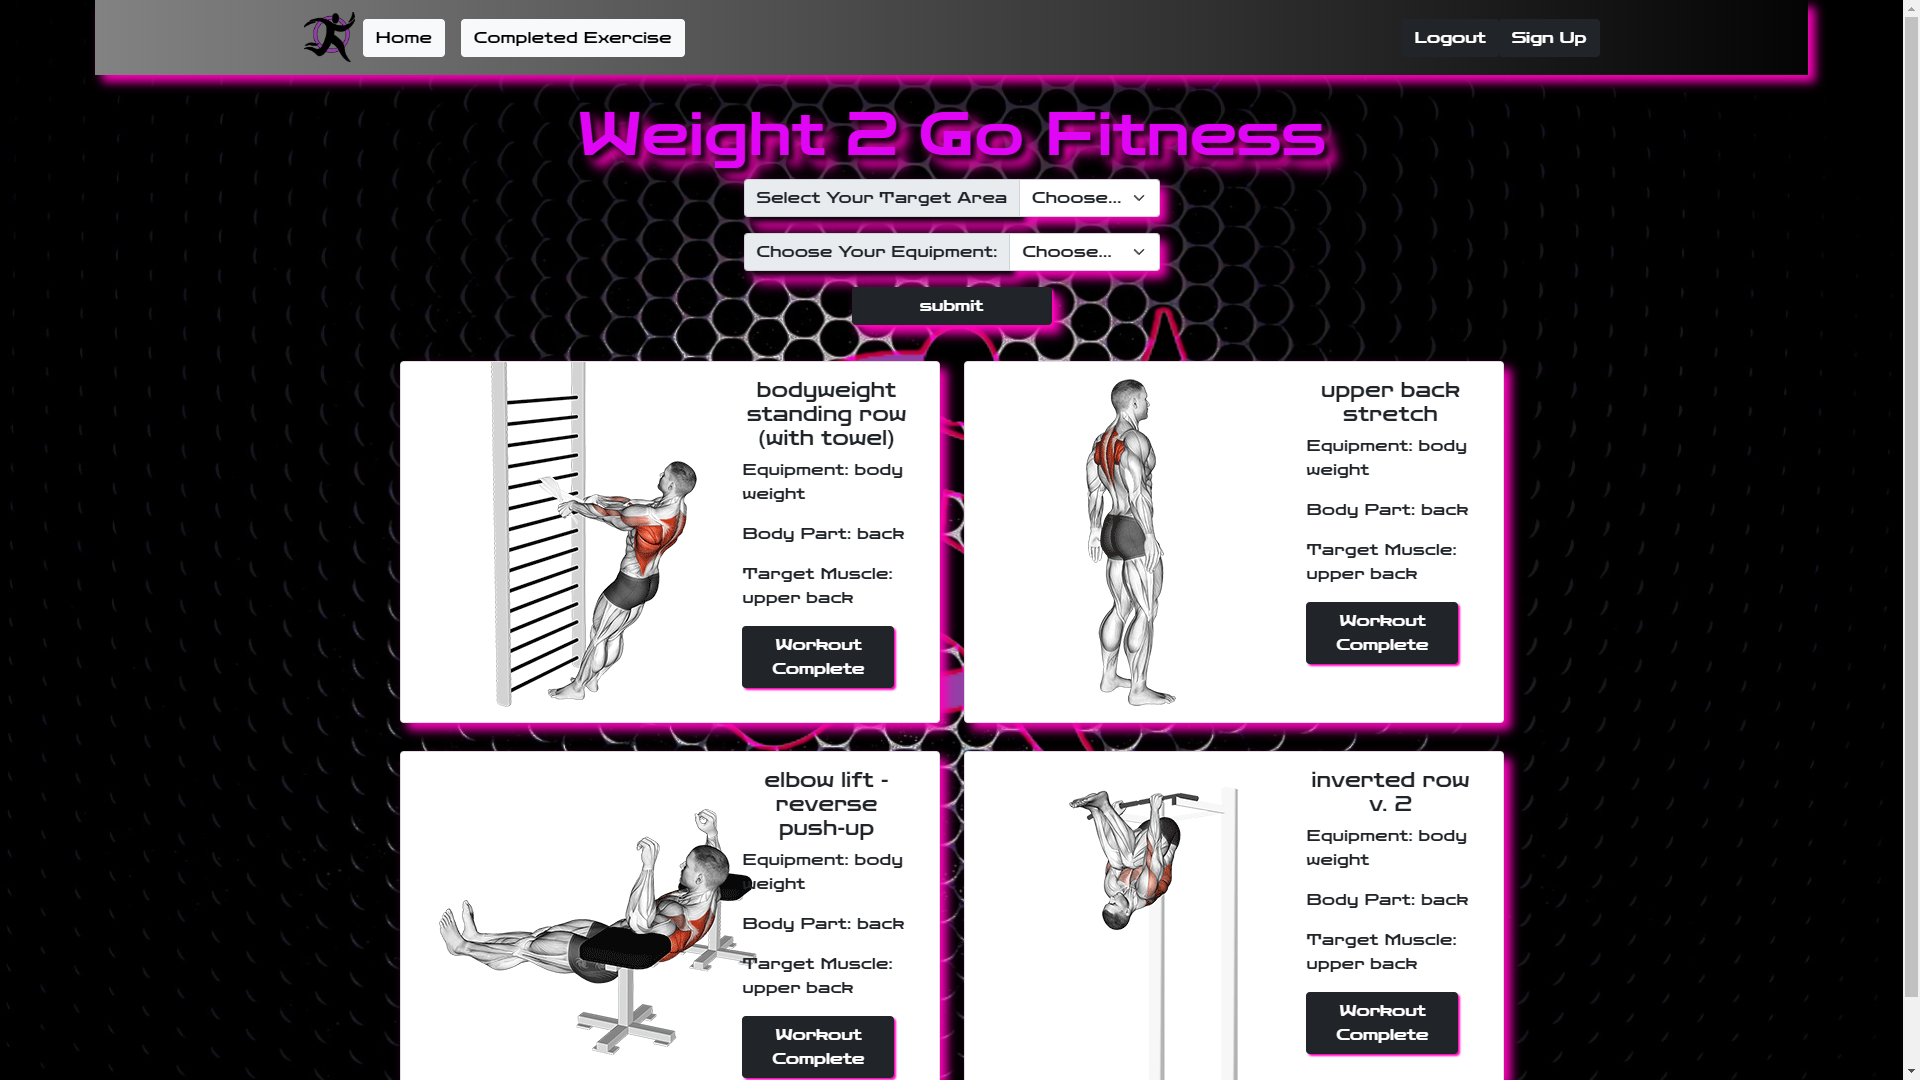 Home
Completed Exercise
Logout
Sign Up
Weight 2 Go Fitness
Select Your Target Area
Choose...
Choose Your Equipment:
Choose...
submit
bodyweight
standing row
(with towel)
Equipment: body
weight
Body Part: back
Target Muscle:
upper back
Workout
Complete
upper back
stretch
Equipment: body
weight
Body Part: back
Target Muscle:
upper back
Workout
Complete
elbow lift -
reverse
push-up
Equipment: body
weight
Body Part: back
Target Muscle:
upper back
Workout
Complete
inverted row
v. 2
Equipment: body
weight
Body Part: back
Target Muscle:
upper back
Workout
Complete